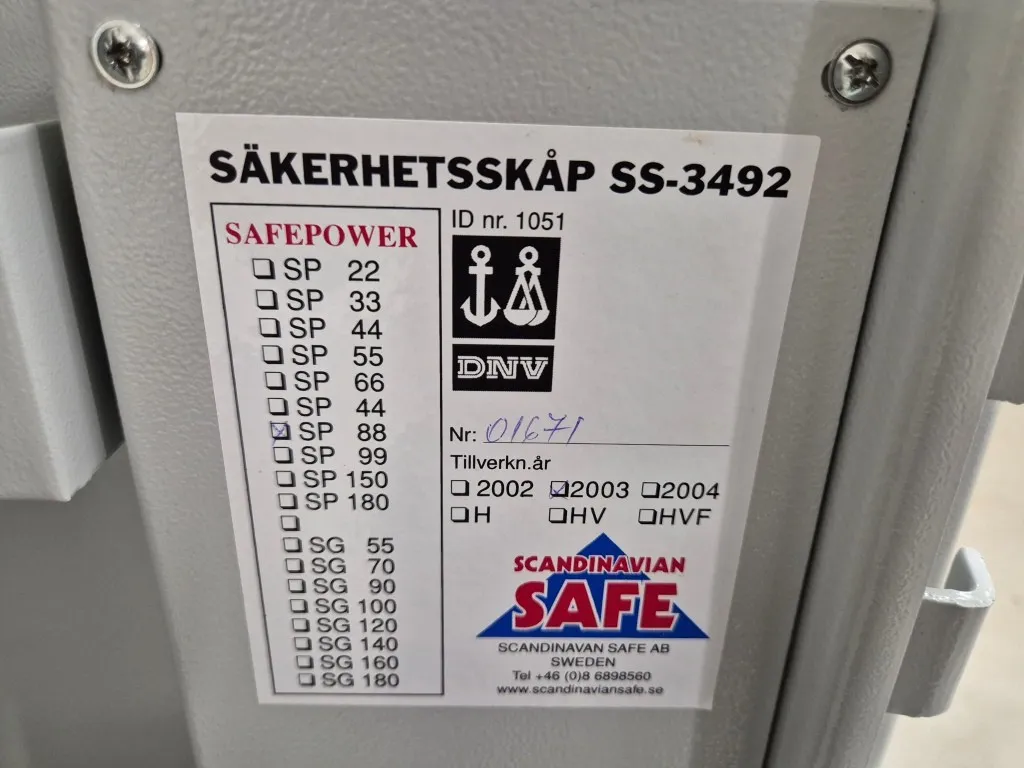 SÄKERHETSSKÅP SS-3492
SAFEPOWER
SP 22
SP 33
SP 44
SP 55
SP 66
SP 44
SP 88
SP 99
SP 150
SP 180
SG 55
SG 70
SG 90
SG 100
SG 120
SG 140
SG 160
SG 180
ID nr. 1051
DNV
Nr: 01671
Tillverkn.år
2002 2003 2004
H HV HVF
SCANDINAVIAN
SAFE
SCANDINAVAN SAFE AB
SWEDEN
Tel +46 (0)8 6898560
www.scandinaviansafe.se